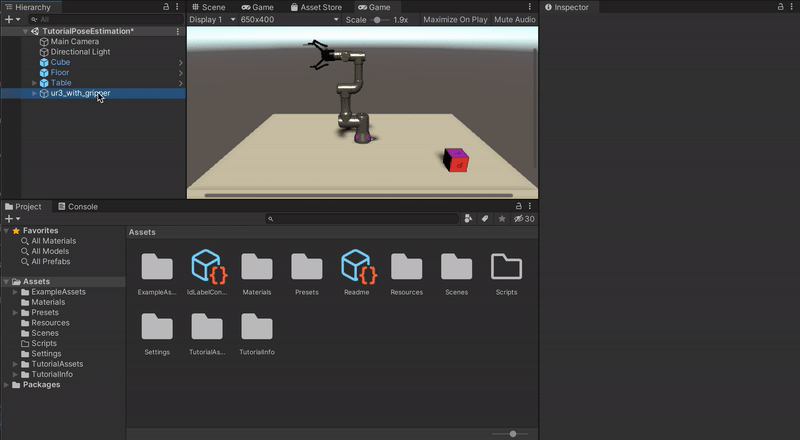 Hierarchy
All
TutorialPoseEstimation*
Main Camera
Directional Light
Cube
Floor
Table
ur3_with_gripper
Scene Game Asset Store Game
Display 1 650x400 Scale 1.9x Maximize On Play Mute Audio
Inspector
Project Console
30
Favorites
All Materials
All Models
All Prefabs
Assets
ExampleAssets
Materials
Presets
Resources
Scenes
Scripts
Settings
TutorialAssets
TutorialInfo
Packages
Assets
ExampleAs... IdLabelCon... Materials Presets Readme Resources Scenes Scripts
Settings TutorialAs... TutorialInfo